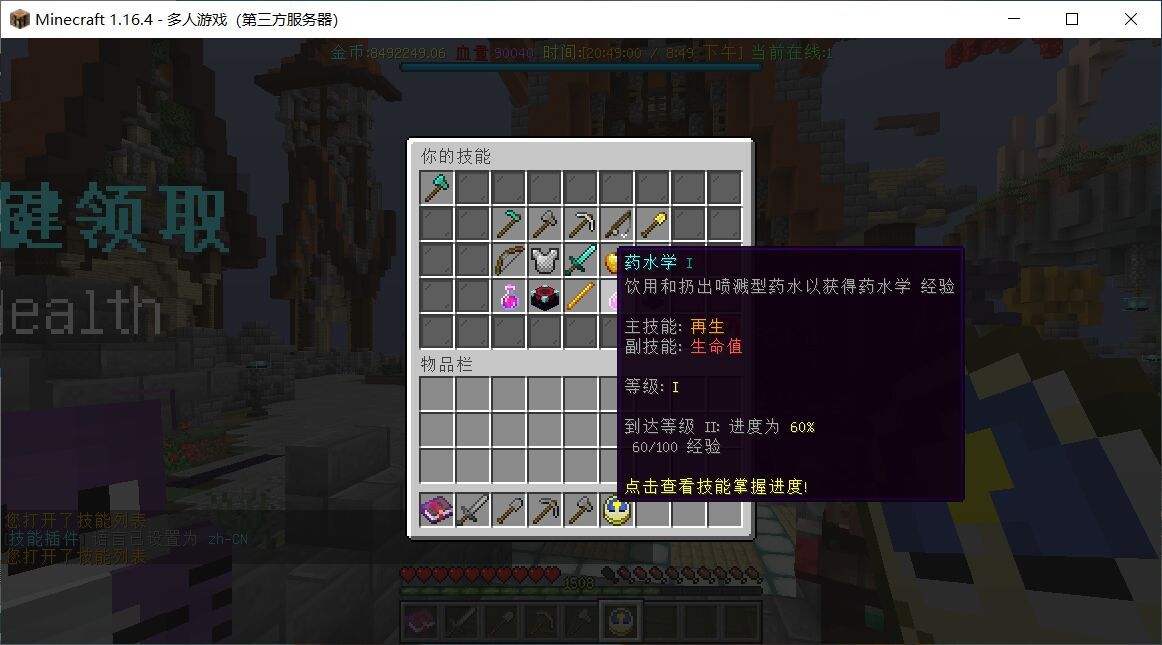 Minecraft 1.16.4 - 多人游戏（第三方服务器）
金币:8492249.06 血量 90040 时间:[20:49:00 / 8:49 下午] 当前在线:1
你的技能
键领取
药水学 I
饮用和扔出喷溅型药水以获得药水学 经验
ealth
主技能: 再生
副技能: 生命值
物品栏
等级: I
到达等级 II: 进度为 60%
60/100 经验
点击查看技能掌握进度!
您打开了技能列表
[技能插件] 语言已设置为 zh-CN
您打开了技能列表
1508